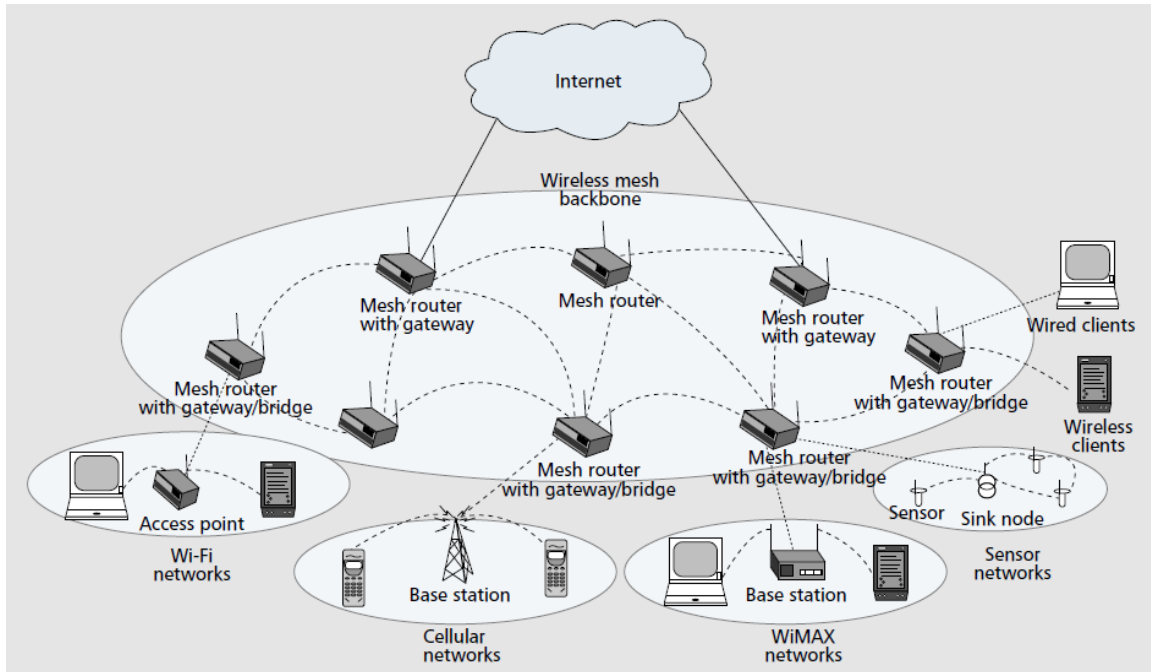 Internet
Wireless mesh
backbone
Mesh router
with gateway
Mesh router
Mesh router
with gateway
Wired clients
Mesh router
with gateway/bridge
Mesh router
with gateway/bridge
Wireless
clients
Mesh router
with gateway/bridge
Mesh router
with gateway/bridge
Access point
Wi-Fi
networks
Base station
Cellular
networks
Base station
WiMAX
networks
Sensor
Sink node
Sensor
networks